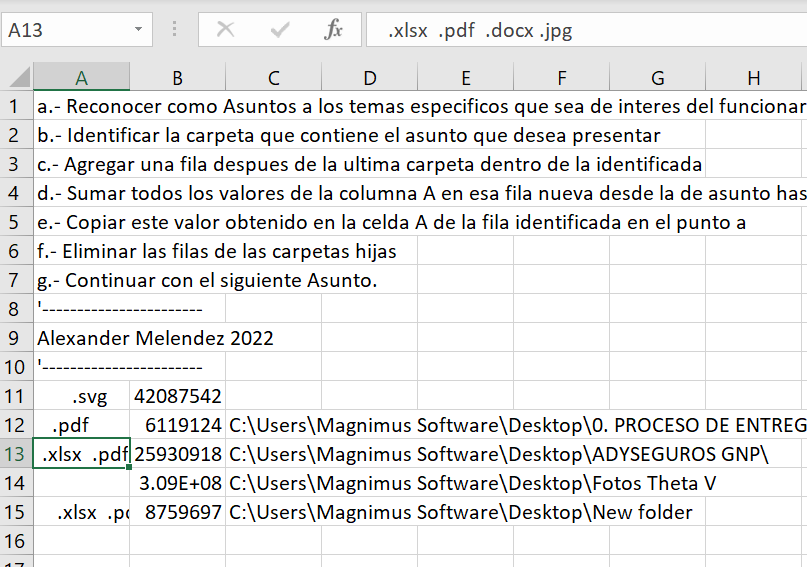 A13 fx .xlsx .pdf .docx .jpg
A B C D E F G H
1 a.- Reconocer como Asuntos a los temas especificos que sea de interes del funcionar
2 b.- Identificar la carpeta que contiene el asunto que desea presentar
3 c.- Agregar una fila despues de la ultima carpeta dentro de la identificada
4 d.- Sumar todos los valores de la columna A en esa fila nueva desde la de asunto has
5 e.- Copiar este valor obtenido en la celda A de la fila identificada en el punto a
6 f.- Eliminar las filas de las carpetas hijas
7 g.- Continuar con el siguiente Asunto.
8 '-----------------------
9 Alexander Melendez 2022
10 '-----------------------
11 .svg 42087542
12 .pdf 6119124 C:\Users\Magnimus Software\Desktop\0. PROCESO DE ENTREG
13 .xlsx .pdf 25930918 C:\Users\Magnimus Software\Desktop\ADYSEGUROS GNP\
14 3.09E+08 C:\Users\Magnimus Software\Desktop\Fotos Theta V
15 .xlsx .pd 8759697 C:\Users\Magnimus Software\Desktop\New folder
16